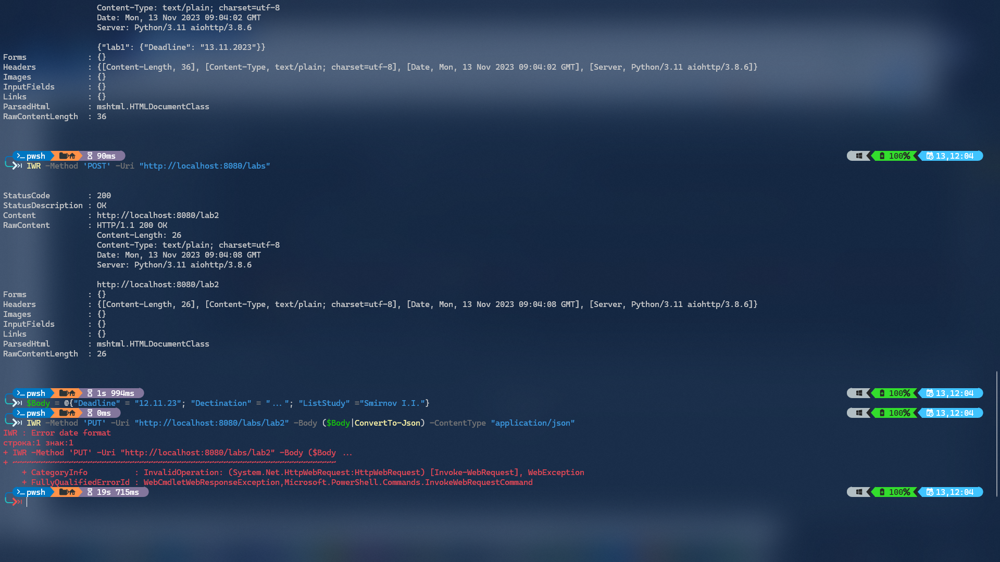 Content-Type: text/plain; charset=utf-8
Date: Mon, 13 Nov 2023 09:04:02 GMT
Server: Python/3.11 aiohttp/3.8.6
{"lab1": {"Deadline": "13.11.2023"}}
Forms : {}
Headers : {[Content-Length, 36], [Content-Type, text/plain; charset=utf-8], [Date, Mon, 13 Nov 2023 09:04:02 GMT], [Server, Python/3.11 aiohttp/3.8.6]}
Images : {}
InputFields : {}
Links : {}
ParsedHtml : mshtml.HTMLDocumentClass
RawContentLength : 36
pwsh 90ms 100% 13,12:04
IWR -Method 'POST' -Uri "http://localhost:8080/labs"
StatusCode : 200
StatusDescription : OK
Content : http://localhost:8080/lab2
RawContent : HTTP/1.1 200 OK
Content-Length: 26
Content-Type: text/plain; charset=utf-8
Date: Mon, 13 Nov 2023 09:04:08 GMT
Server: Python/3.11 aiohttp/3.8.6
http://localhost:8080/lab2
Forms : {}
Headers : {[Content-Length, 26], [Content-Type, text/plain; charset=utf-8], [Date, Mon, 13 Nov 2023 09:04:08 GMT], [Server, Python/3.11 aiohttp/3.8.6]}
Images : {}
InputFields : {}
Links : {}
ParsedHtml : mshtml.HTMLDocumentClass
RawContentLength : 26
pwsh 1s 994ms 100% 13,12:04
$Body = @{"Deadline" = "12.11.23"; "Dectination" = "..."; "ListStudy" ="Smirnov I.I."}
pwsh 0ms 100% 13,12:04
IWR -Method 'PUT' -Uri "http://localhost:8080/labs/lab2" -Body ($Body|ConvertTo-Json) -ContentType "application/json"
IWR : Error date format
строка:1 знак:1
+ IWR -Method 'PUT' -Uri "http://localhost:8080/labs/lab2" -Body ($Body ...
+ ~~~~~~~~~~~~~~~~~~~~~~~~~~~~~~~~~~~~~~~~~~~~~~~~~~~~~~~~~~~~~~~~~~~~~
+ CategoryInfo : InvalidOperation: (System.Net.HttpWebRequest:HttpWebRequest) [Invoke-WebRequest], WebException
+ FullyQualifiedErrorId : WebCmdletWebResponseException,Microsoft.PowerShell.Commands.InvokeWebRequestCommand
pwsh 19s 715ms 100% 13,12:04